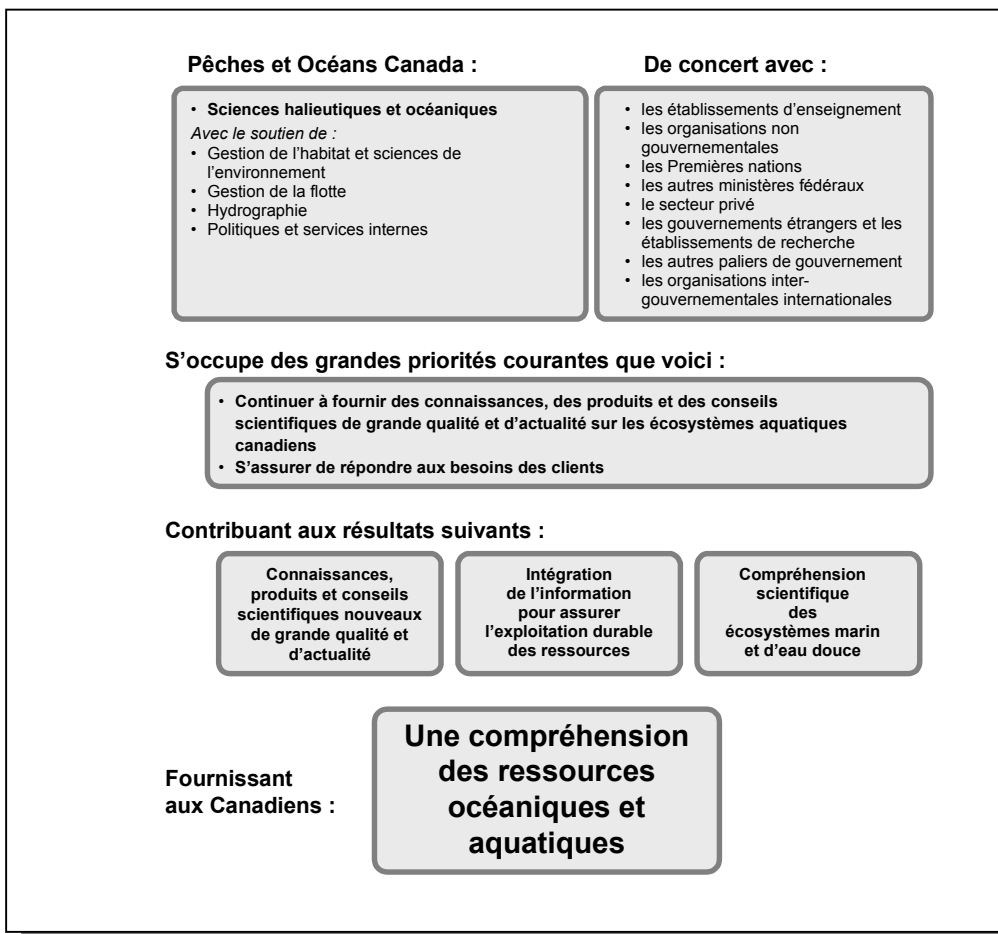 Pêches et Océans Canada :
• Sciences halieutiques et océaniques
Avec le soutien de :
• Gestion de l’habitat et sciences de
l’environnement
• Gestion de la flotte
• Hydrographie
• Politiques et services internes
De concert avec :
• les établissements d’enseignement
• les organisations non
gouvernementales
• les Premières nations
• les autres ministères fédéraux
• le secteur privé
• les gouvernements étrangers et les
établissements de recherche
• les autres paliers de gouvernement
• les organisations inter-
gouvernementales internationales
S’occupe des grandes priorités courantes que voici :
• Continuer à fournir des connaissances, des produits et des conseils
scientifiques de grande qualité et d’actualité sur les écosystèmes aquatiques
canadiens
• S’assurer de répondre aux besoins des clients
Contribuant aux résultats suivants :
Connaissances,
produits et conseils
scientifiques nouveaux
de grande qualité et
d’actualité
Intégration
de l’information
pour assurer
l’exploitation durable
des ressources
Compréhension
scientifique
des
écosystèmes marin
et d’eau douce
Fournissant
aux Canadiens :
Une compréhension
des ressources
océaniques et
aquatiques